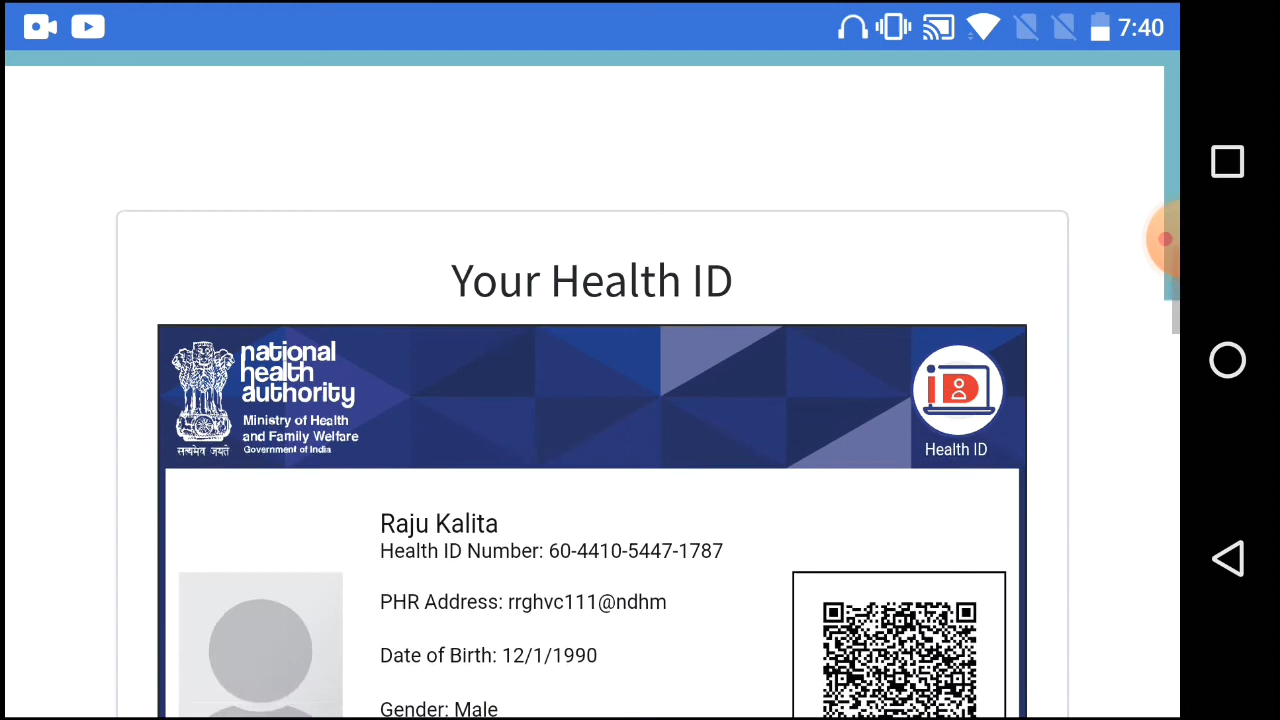 7:40
Your Health ID
national
health
authority
Ministry of Health
and Family Welfare
Government of India
सत्यमेव जयते
iD
Health ID
Raju Kalita
Health ID Number: 60-4410-5447-1787
PHR Address: rrghvc111@ndhm
Date of Birth: 12/1/1990
Gender: Male